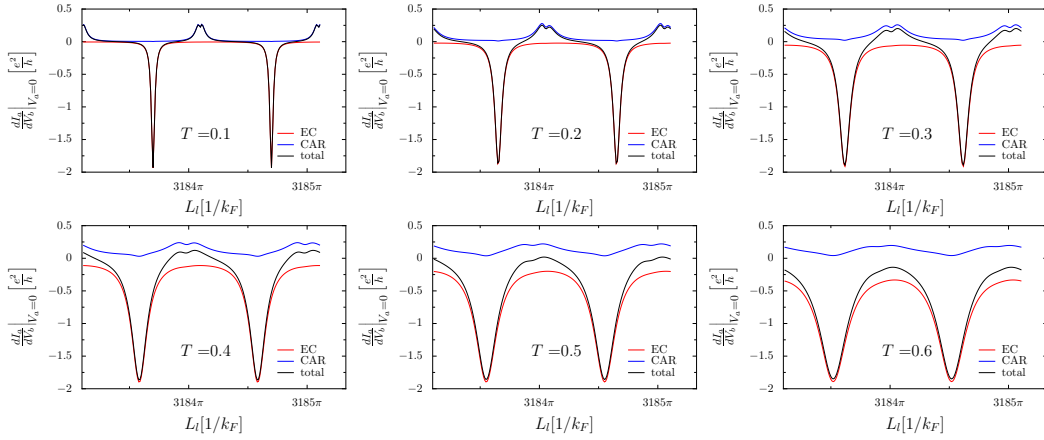 0.5
0
−0.5
−1
−1.5
−2
dI_a/dV_b|_{V_a=0} [e²/h]
T =0.1
EC
CAR
total
3184π
3185π
L_l[1/k_F]
0.5
0
−0.5
−1
−1.5
−2
dI_a/dV_b|_{V_a=0} [e²/h]
T =0.2
EC
CAR
total
3184π
3185π
L_l[1/k_F]
0.5
0
−0.5
−1
−1.5
−2
dI_a/dV_b|_{V_a=0} [e²/h]
T =0.3
EC
CAR
total
3184π
3185π
L_l[1/k_F]
0.5
0
−0.5
−1
−1.5
−2
dI_a/dV_b|_{V_a=0} [e²/h]
T =0.4
EC
CAR
total
3184π
3185π
L_l[1/k_F]
0.5
0
−0.5
−1
−1.5
−2
dI_a/dV_b|_{V_a=0} [e²/h]
T =0.5
EC
CAR
total
3184π
3185π
L_l[1/k_F]
0.5
0
−0.5
−1
−1.5
−2
dI_a/dV_b|_{V_a=0} [e²/h]
T =0.6
EC
CAR
total
3184π
3185π
L_l[1/k_F]